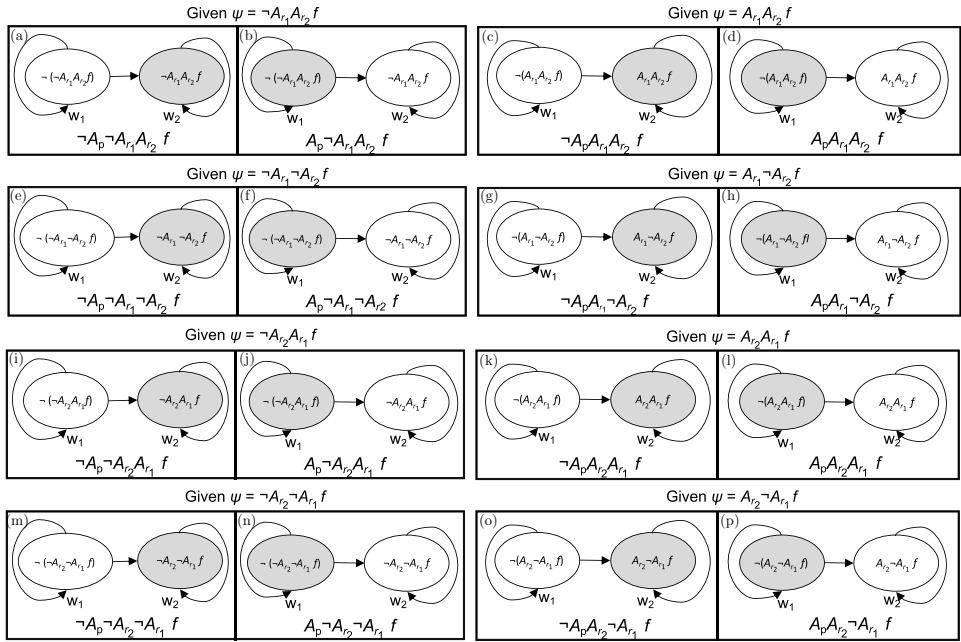 Given ψ = ¬A_{r₁}A_{r₂} f
Given ψ = A_{r₁}A_{r₂} f
(a) (b) (c) (d)
¬ (¬A_{r₁}A_{r₂}f) ¬A_{r₁}A_{r₂} f ¬ (¬A_{r₁}A_{r₂}f) ¬A_{r₁}A_{r₂} f ¬(A_{r₁}A_{r₂} f) A_{r₁}A_{r₂} f ¬(A_{r₁}A_{r₂} f) A_{r₁}A_{r₂} f
w₁ w₂ w₁ w₂ w₁ w₂ w₁ w₂
¬A_p¬A_{r₁}A_{r₂} f A_p¬A_{r₁}A_{r₂} f ¬A_pA_{r₁}A_{r₂} f A_pA_{r₁}A_{r₂} f
Given ψ = ¬A_{r₁}¬A_{r₂} f
Given ψ = A_{r₁}¬A_{r₂} f
(e) (f) (g) (h)
¬ (¬A_{r₁}¬A_{r₂} f) ¬A_{r₁} ¬A_{r₂} f ¬ (¬A_{r₁}¬A_{r₂} f) ¬A_{r₁}¬A_{r₂} f ¬(A_{r₁}¬A_{r₂} f) A_{r₁}¬A_{r₂} f ¬(A_{r₁}¬A_{r₂} f) A_{r₁}¬A_{r₂} f
w₁ w₂ w₁ w₂ w₁ w₂ w₁ w₂
¬A_p¬A_{r₁}¬A_{r₂} f A_p¬A_{r₁}¬A_{r2} f ¬A_pA_{r₁}¬A_{r₂} f A_pA_{r₁}¬A_{r₂} f
Given ψ = ¬A_{r₂}A_{r₁} f
Given ψ = A_{r₂}A_{r₁} f
(i) (j) (k) (l)
¬ (¬A_{r₂}A_{r₁}f) ¬A_{r₂}A_{r₁} f ¬ (¬A_{r₂}A_{r₁} f) ¬A_{r₂}A_{r₁} f ¬(A_{r₂}A_{r₁} f) A_{r₂}A_{r₁} f ¬(A_{r₂}A_{r₁} f) A_{r₂}A_{r₁} f
w₁ w₂ w₁ w₂ w₁ w₂ w₁ w₂
¬A_p¬A_{r₂}A_{r₁} f A_p¬A_{r₂}A_{r₁} f ¬A_pA_{r₂}A_{r₁} f A_pA_{r₂}A_{r₁} f
Given ψ = ¬A_{r₂}¬A_{r₁} f
Given ψ = A_{r₂}¬A_{r₁} f
(m) (n) (o) (p)
¬ (¬A_{r₂}¬A_{r₁} f) ¬A_{r₂}¬A_{r₁} f ¬ (¬A_{r₂}¬A_{r₁} f) ¬A_{r₂}¬A_{r₁} f ¬(A_{r₂}¬A_{r₁} f) A_{r₂}¬A_{r₁} f ¬(A_{r₂}¬A_{r₁} f) A_{r₂}¬A_{r₁} f
w₁ w₂ w₁ w₂ w₁ w₂ w₁ w₂
¬A_p¬A_{r₂}¬A_{r₁} f A_p¬A_{r₂}¬A_{r₁} f ¬A_pA_{r₂}¬A_{r₁} f A_pA_{r₂}¬A_{r₁} f